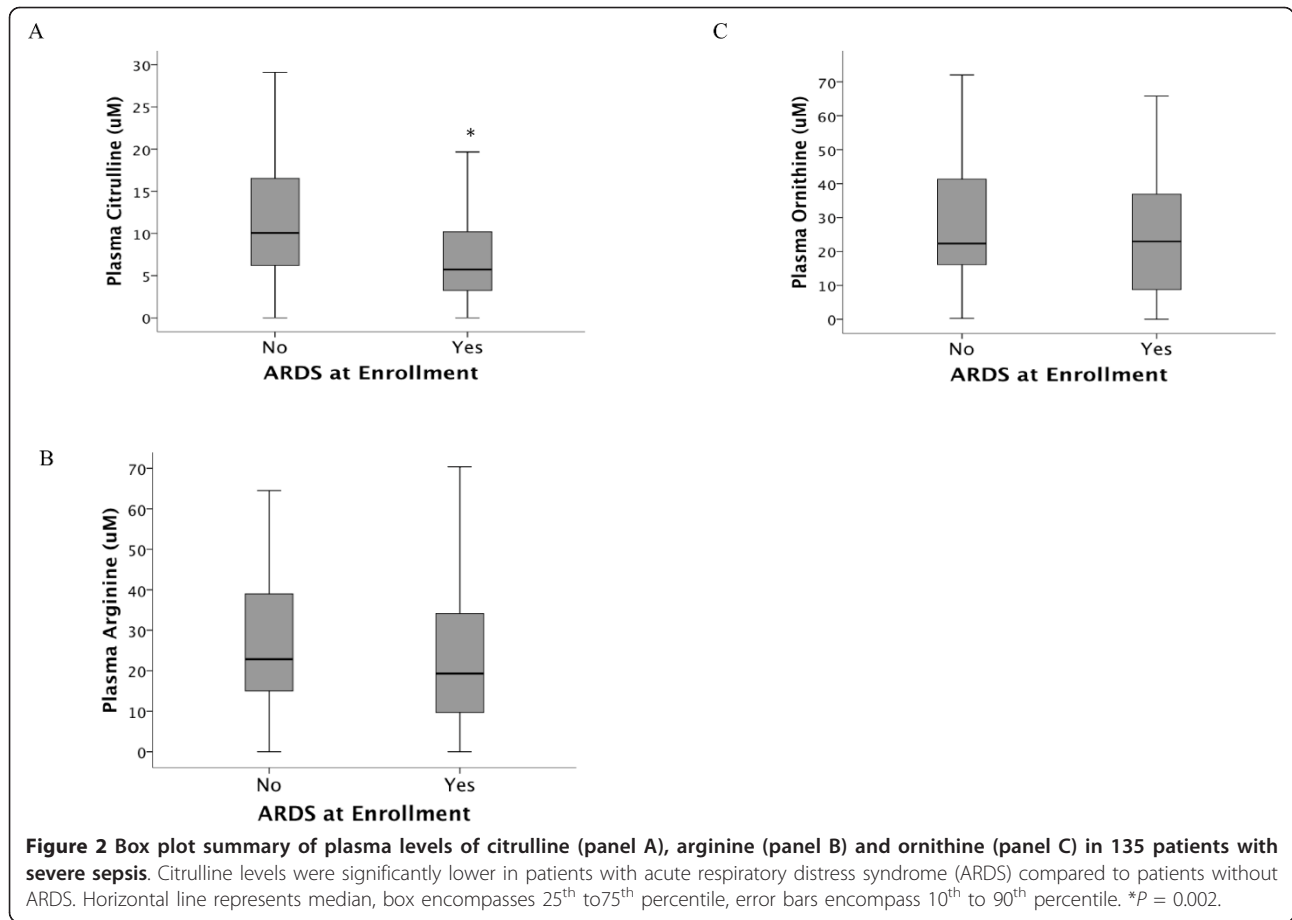 A
30
25
20
15
10
5
0
Plasma Citrulline (uM)
*
No Yes
ARDS at Enrollment
C
70
60
50
40
30
20
10
0
Plasma Ornithine (uM)
No Yes
ARDS at Enrollment
B
70
60
50
40
30
20
10
0
Plasma Arginine (uM)
No Yes
ARDS at Enrollment
Figure 2 Box plot summary of plasma levels of citrulline (panel A), arginine (panel B) and ornithine (panel C) in 135 patients with
severe sepsis. Citrulline levels were significantly lower in patients with acute respiratory distress syndrome (ARDS) compared to patients without
ARDS. Horizontal line represents median, box encompasses 25th to75th percentile, error bars encompass 10th to 90th percentile. *P = 0.002.